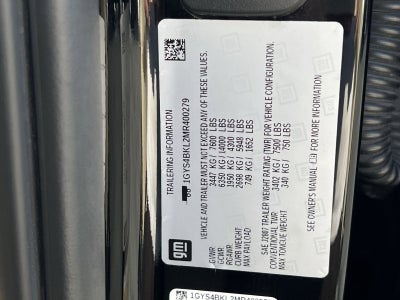 TRAILERING INFORMATION
1GYS4BKL2MR400279
VEHICLE AND TRAILER MUST NOT EXCEED ANY OF THESE VALUES.
GVWR 3447 KG / 7600 LBS
GCWR 6350 KG / 14000 LBS
RGAWR 1950 KG / 4300 LBS
CURB WEIGHT 2698 KG / 5948 LBS
MAX PAYLOAD 749 KG / 1652 LBS
SAE J2807 TRAILER WEIGHT RATING (TWR) FOR VEHICLE CONFIGURATION.
CONVENTIONAL TWR 3402 KG / 7500 LBS
MAX TONGUE WEIGHT 340 KG / 750 LBS
SEE OWNER'S MANUAL FOR MORE INFORMATION
gm